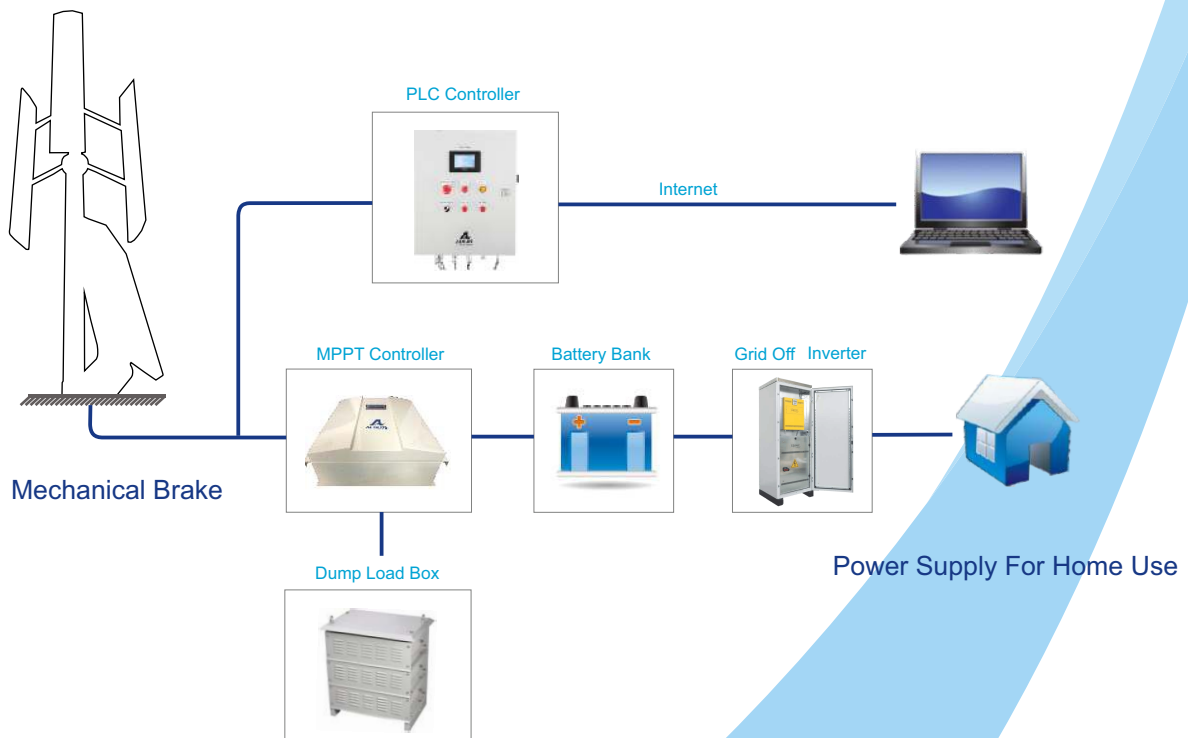 PLC Controller
Internet
MPPT Controller
Battery Bank
Grid Off Inverter
Mechanical Brake
Dump Load Box
Power Supply For Home Use